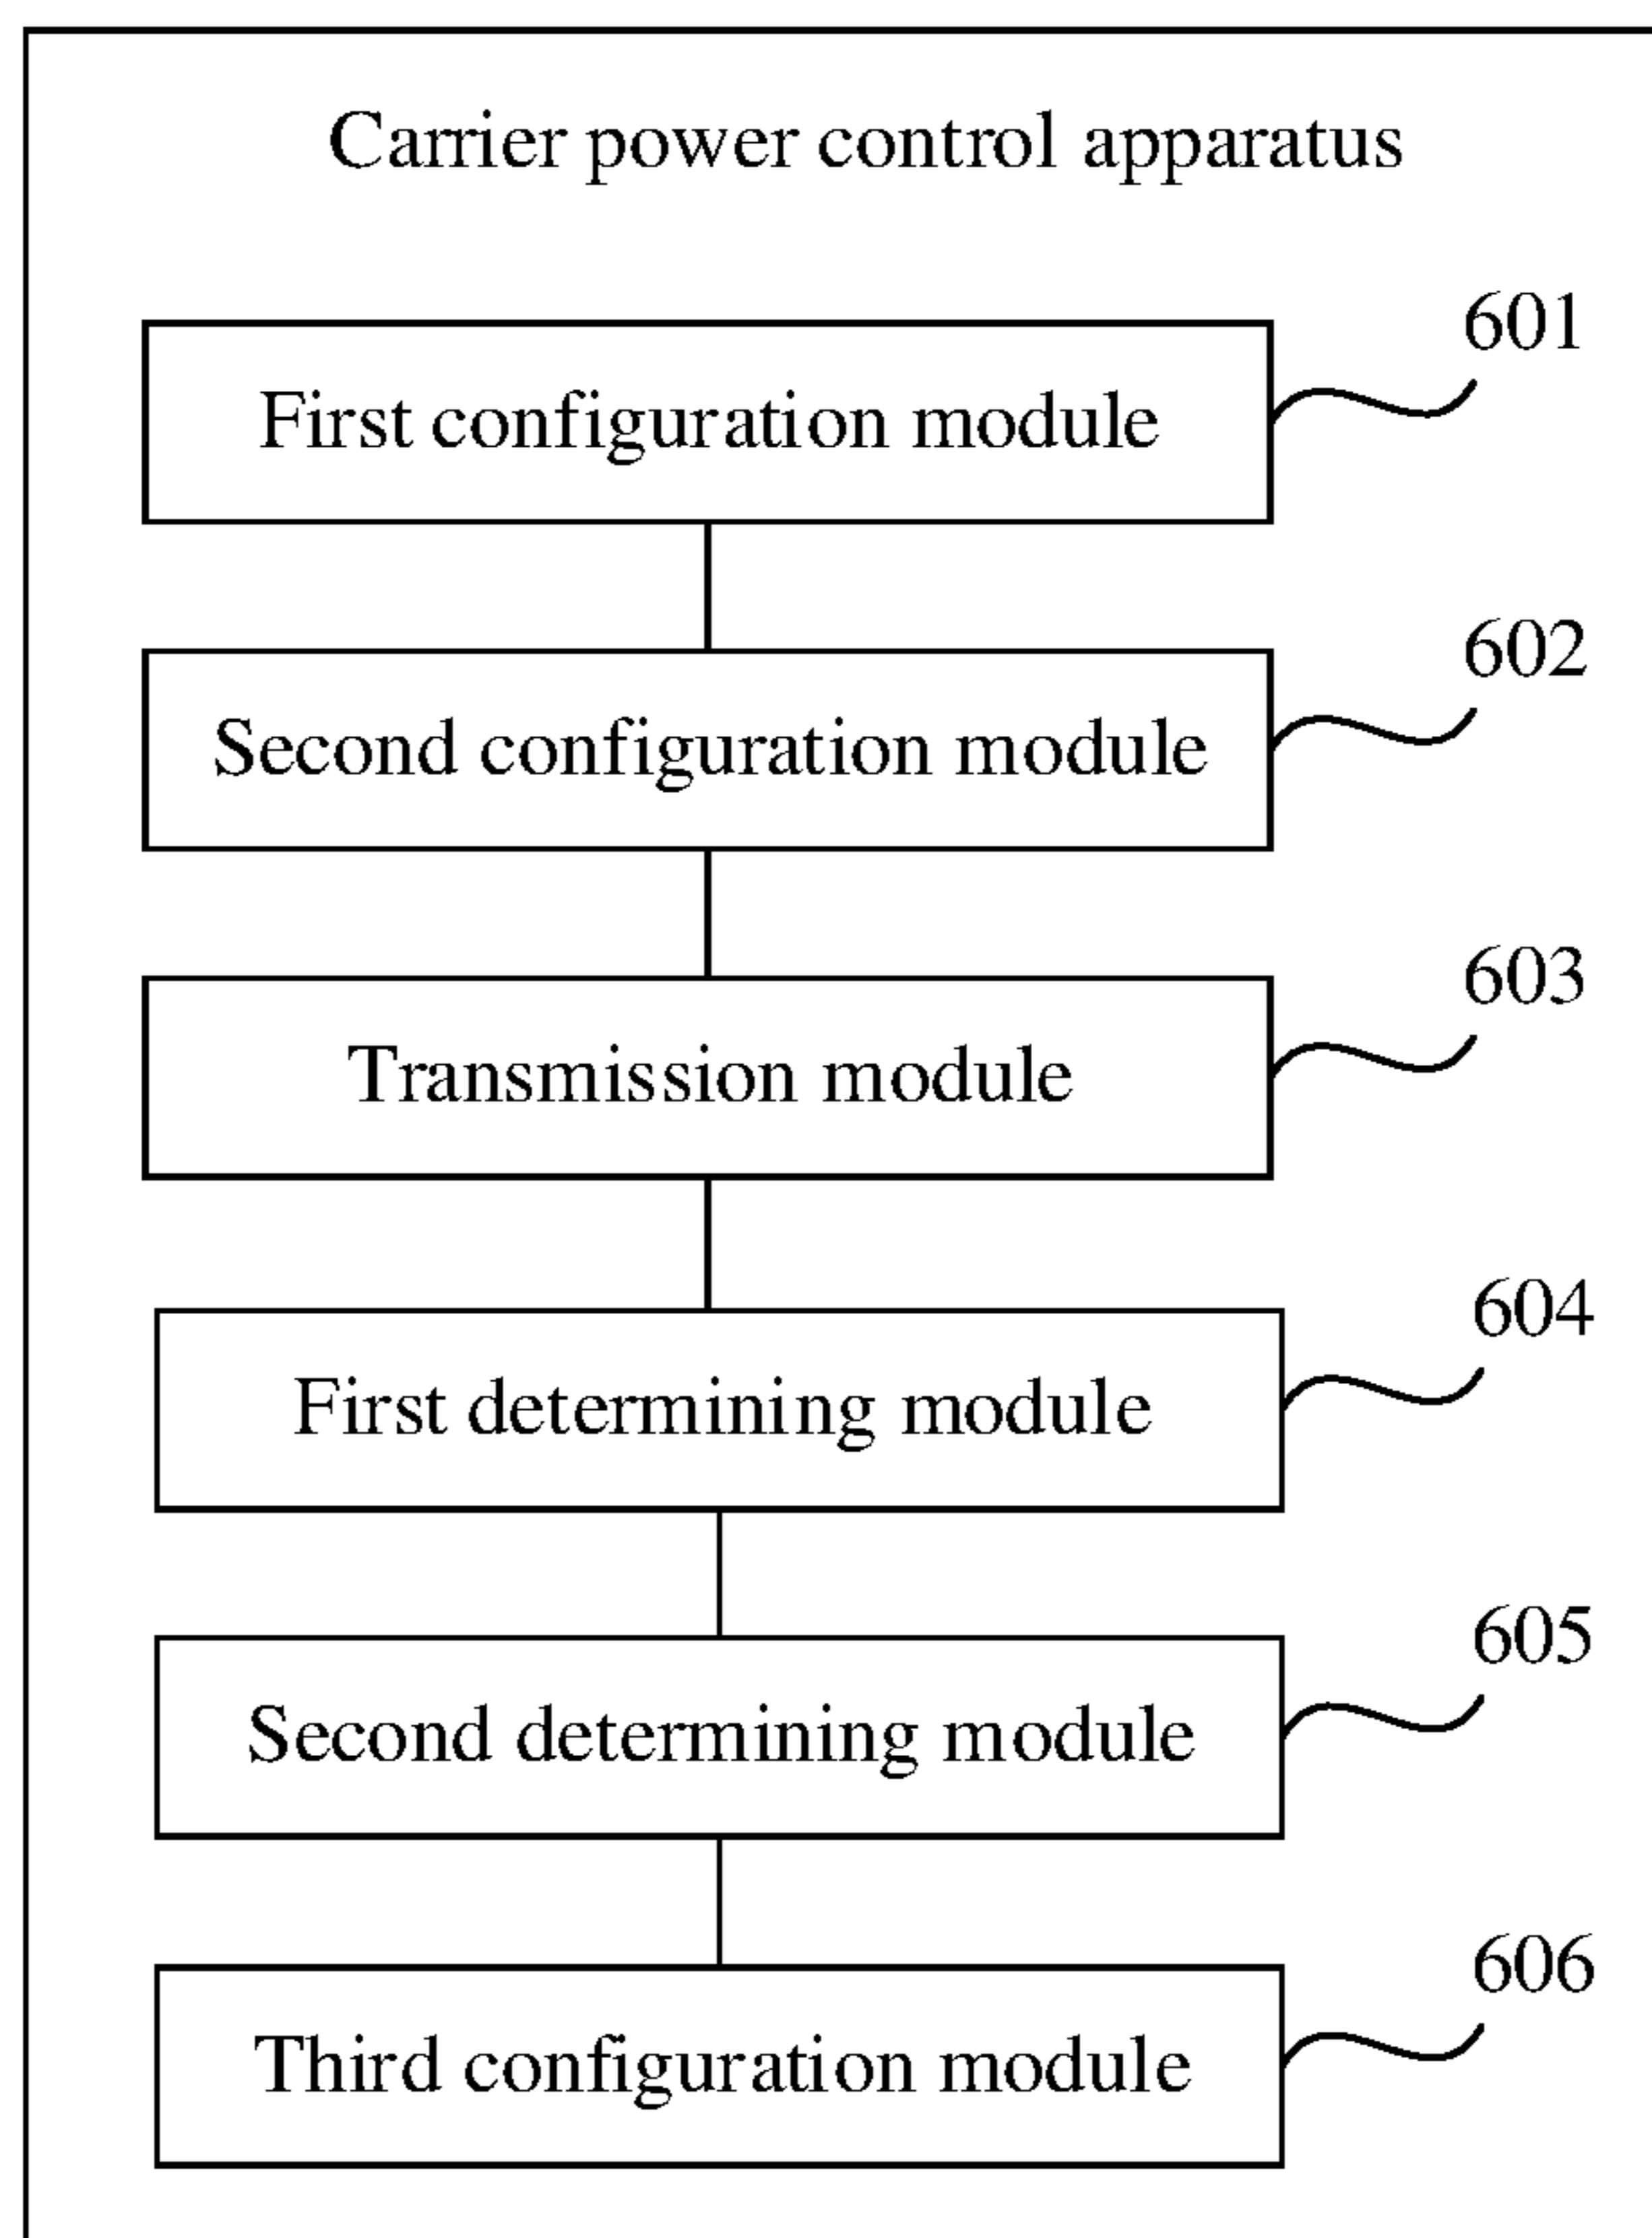 Carrier power control apparatus
601
First configuration module
602
Second configuration module
603
Transmission module
604
First determining module
605
Second determining module
606
Third configuration module